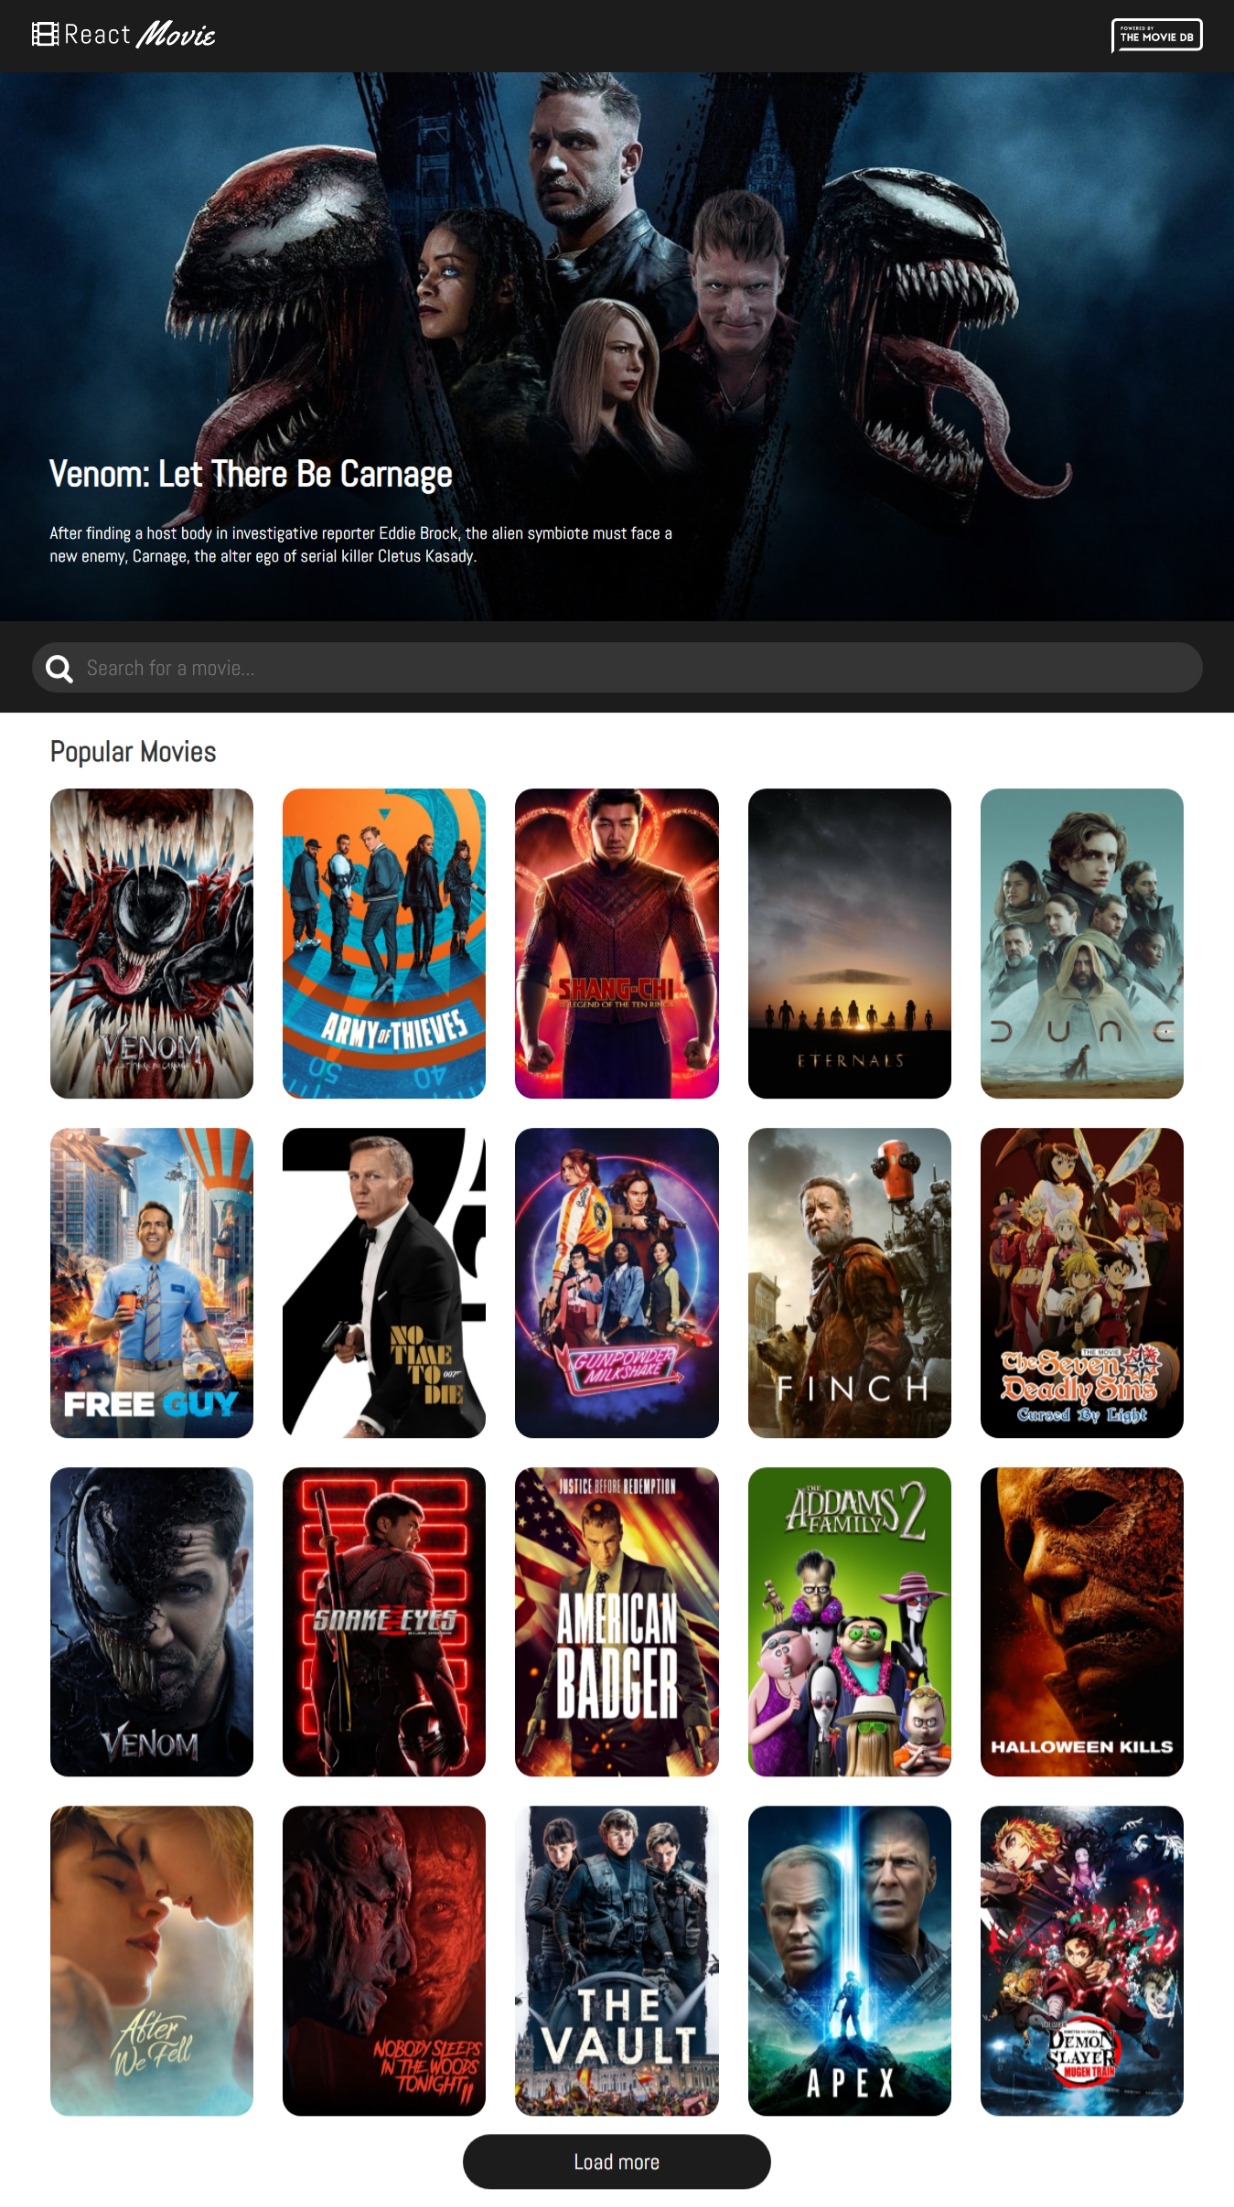 React Movie
POWERED BY
THE MOVIE DB
Venom: Let There Be Carnage
After finding a host body in investigative reporter Eddie Brock, the alien symbiote must face a
new enemy, Carnage, the alter ego of serial killer Cletus Kasady.
Search for a movie...
Popular Movies
VENOM
LET THERE BE CARNAGE
ARMY OF THIEVES
50
40
SHANG-CHI
LEGEND OF THE TEN RINGS
ETERNALS
DUNE
FREE GUY
NO
TIME
TO 007
DIE
GUNPOWDER
MILKSHAKE
FINCH
THE MOVIE
The Seven
Deadly Sins
Cursed By Light
VENOM
SNAKE EYES
JUSTICE BEFORE REDEMPTION
AMERICAN
BADGER
THE
ADDAMS
FAMILY 2
HALLOWEEN KILLS
After
We Fell
NOBODY SLEEPS
IN THE WOODS
TONIGHT II
THE
VAULT
APEX
DEMON
SLAYER
MUGEN TRAIN
Load more